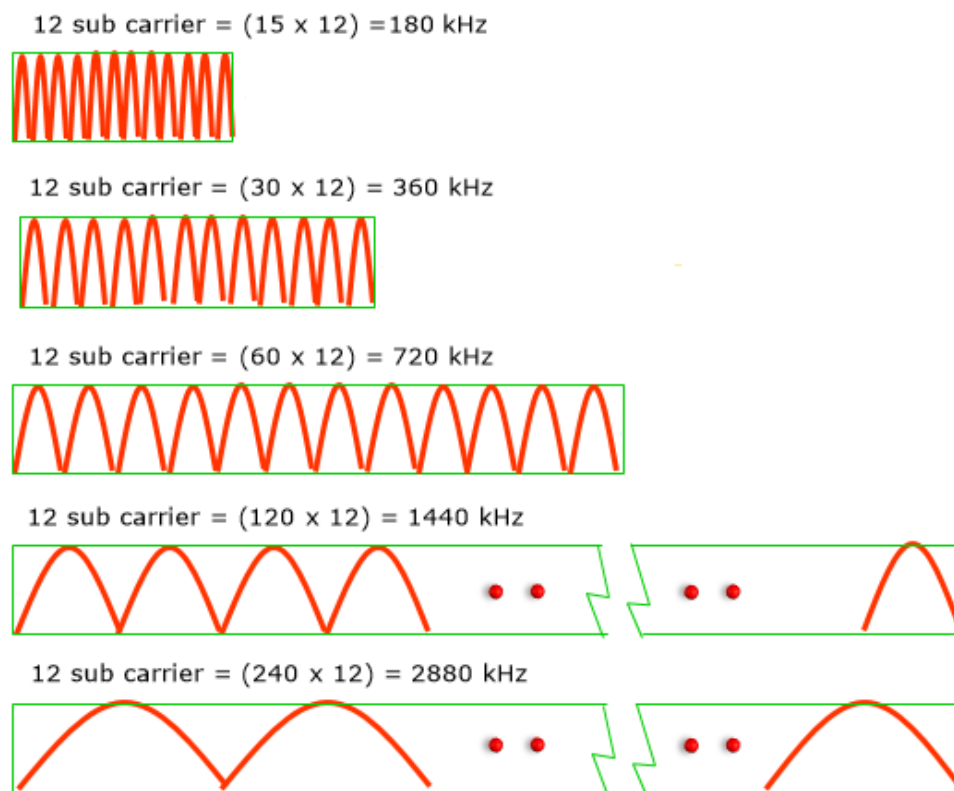 12 sub carrier = (15 x 12) =180 kHz
12 sub carrier = (30 x 12) = 360 kHz
12 sub carrier = (60 x 12) = 720 kHz
12 sub carrier = (120 x 12) = 1440 kHz
12 sub carrier = (240 x 12) = 2880 kHz